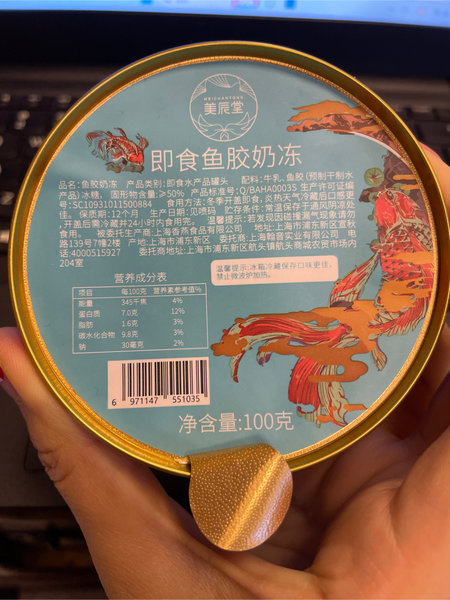 MEICHANTONG
美辰堂
即食鱼胶奶冻
品名:鱼胶奶冻 产品类别:即食水产品罐头 配料:牛乳、鱼胶(预制干制水
产品)冰糖, 固形物含量:≥50% 产品标准号:Q/BAHA0003S 生产许可证编
号:SC10931011500884 食用方法:冬季开盖即食,炎热天气冷藏后口感更
佳。 保质期:12个月 生产日期:见喷码 贮存条件:常温保存于清凉阴凉处
,开盖后需冷藏并24小时内食用完。 温馨提示:若发现因碰撞漏气现象请勿
食用。 被委托生产商:上海香燕食品有限公司 地址:上海市浦东新区宣秋
路139号7幢2楼 产地:上海市浦东新区 委托商:上海翰蓉实业有限公司 电
话:4000515927 委托商地址:上海市浦东新区航头镇航头商城农贸市场内
204室
温馨提示:冰箱冷藏保存口味更佳,
禁止微波炉加热。
营养成分表
项目 每100克 营养素参考值%
能量 345千焦 4%
蛋白质 7.0克 12%
脂肪 1.6克 3%
碳水化合物 9.8克 3%
钠 30毫克 2%
6 971147 551035
净含量:100克